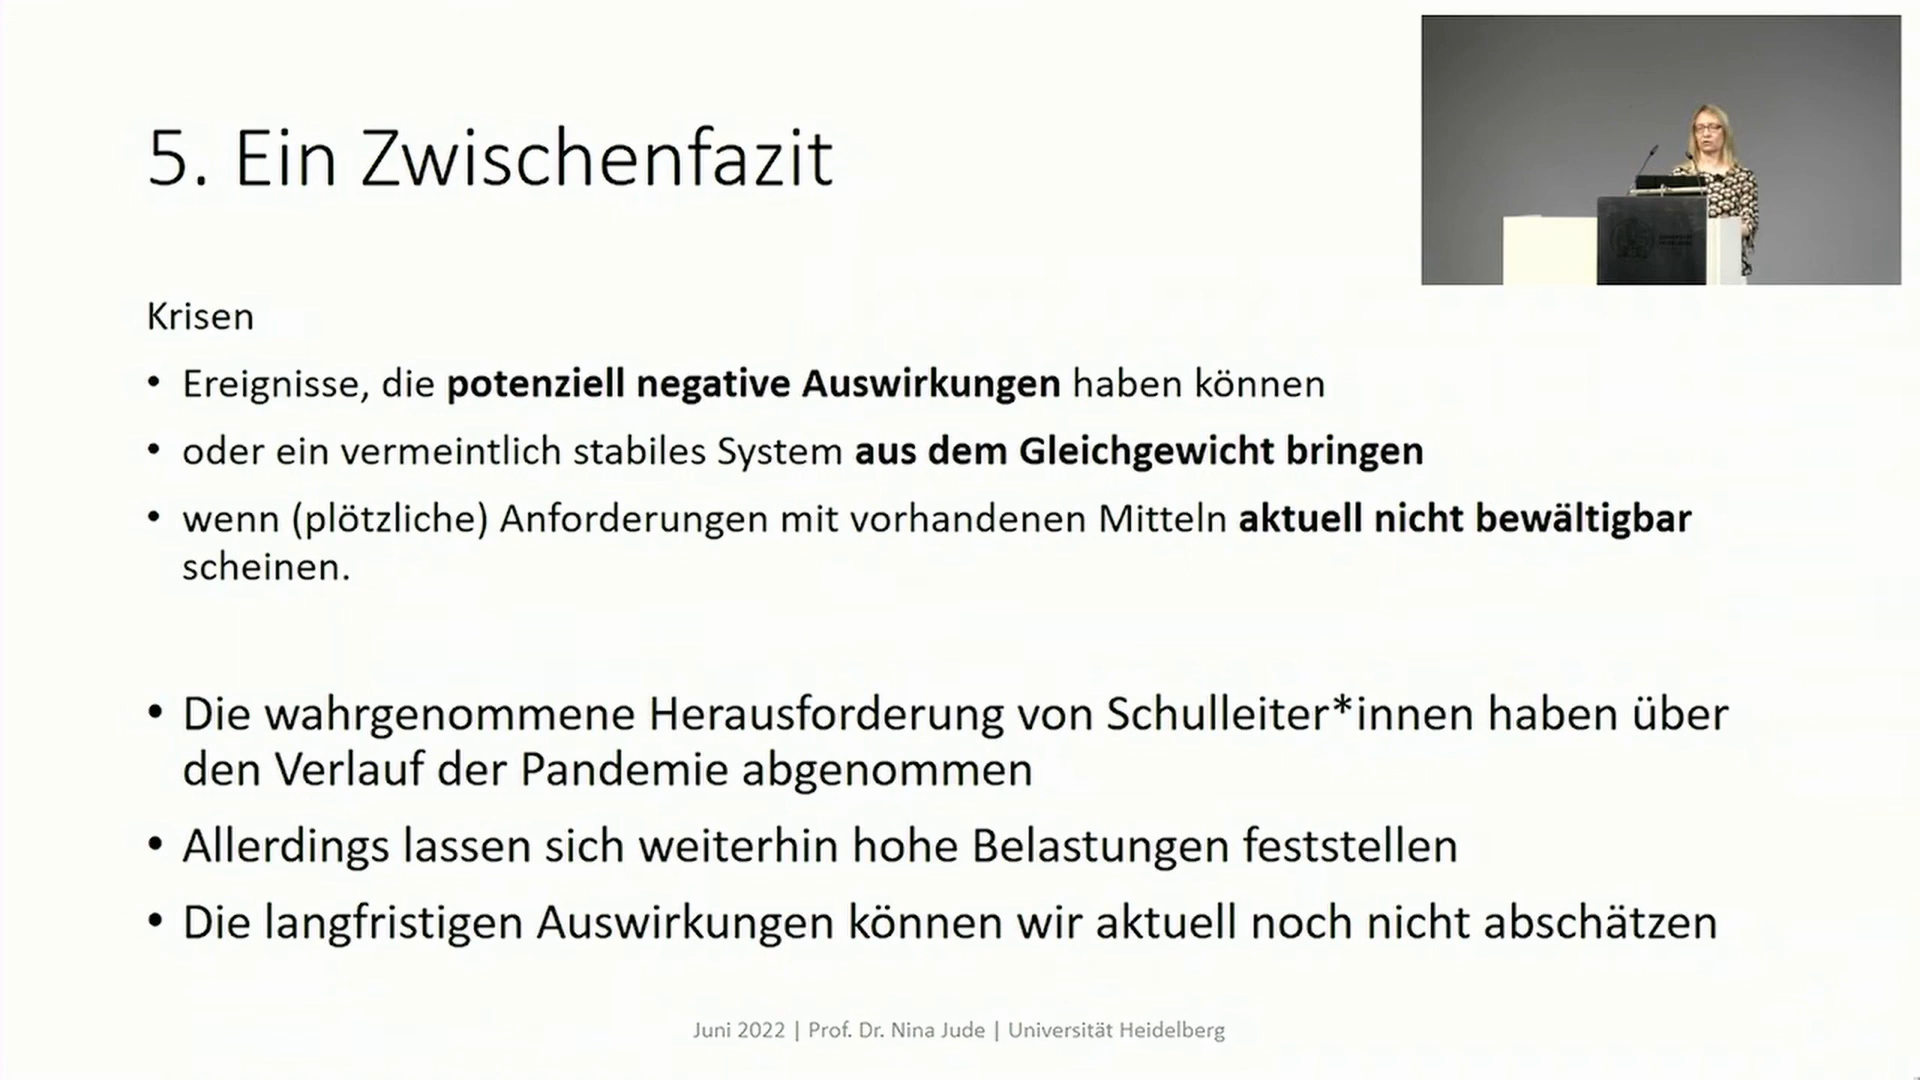 5. Ein Zwischenfazit
Krisen
• Ereignisse, die potenziell negative Auswirkungen haben können
• oder ein vermeintlich stabiles System aus dem Gleichgewicht bringen
• wenn (plötzliche) Anforderungen mit vorhandenen Mitteln aktuell nicht bewältigbar
scheinen.
• Die wahrgenommene Herausforderung von Schulleiter*innen haben über
den Verlauf der Pandemie abgenommen
• Allerdings lassen sich weiterhin hohe Belastungen feststellen
• Die langfristigen Auswirkungen können wir aktuell noch nicht abschätzen
Juni 2022 | Prof. Dr. Nina Jude | Universität Heidelberg